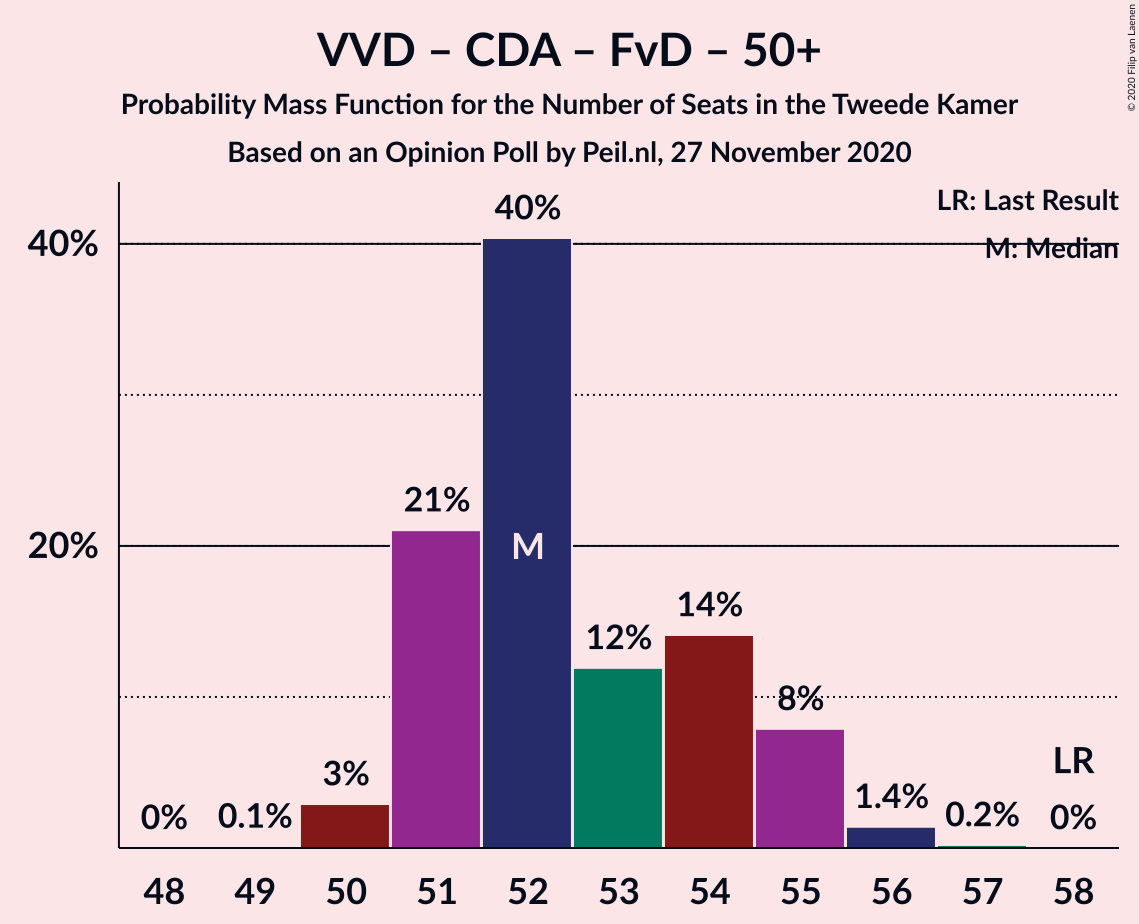 VVD – CDA – FvD – 50+
Probability Mass Function for the Number of Seats in the Tweede Kamer
Based on an Opinion Poll by Peil.nl, 27 November 2020
© 2020 Filip van Laenen
LR: Last Result
M: Median
40%
20%
0%
0.1%
3%
21%
40%
M
12%
14%
8%
1.4%
0.2%
LR
0%
48 49 50 51 52 53 54 55 56 57 58